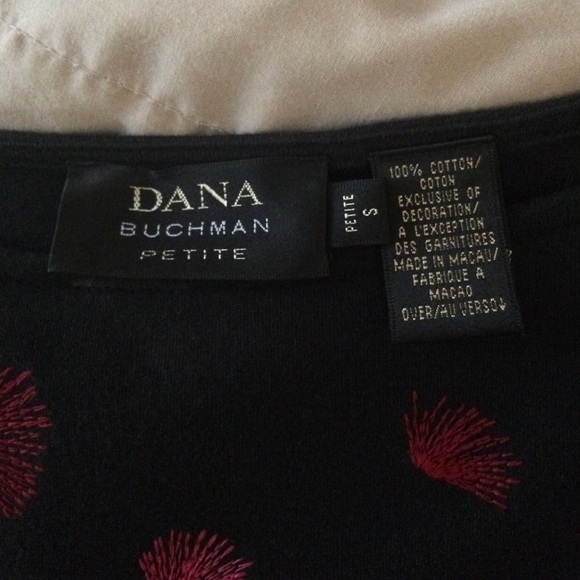 DANA
BUCHMAN
PETITE
PETITE
S
100% COTTON/
COTON
EXCLUSIVE OF
DECORATION/
A L'EXCEPTION
DES GARNITURES
MADE IN MACAU/
FABRIQUE A
MACAO
OVER/AU VERSO↓